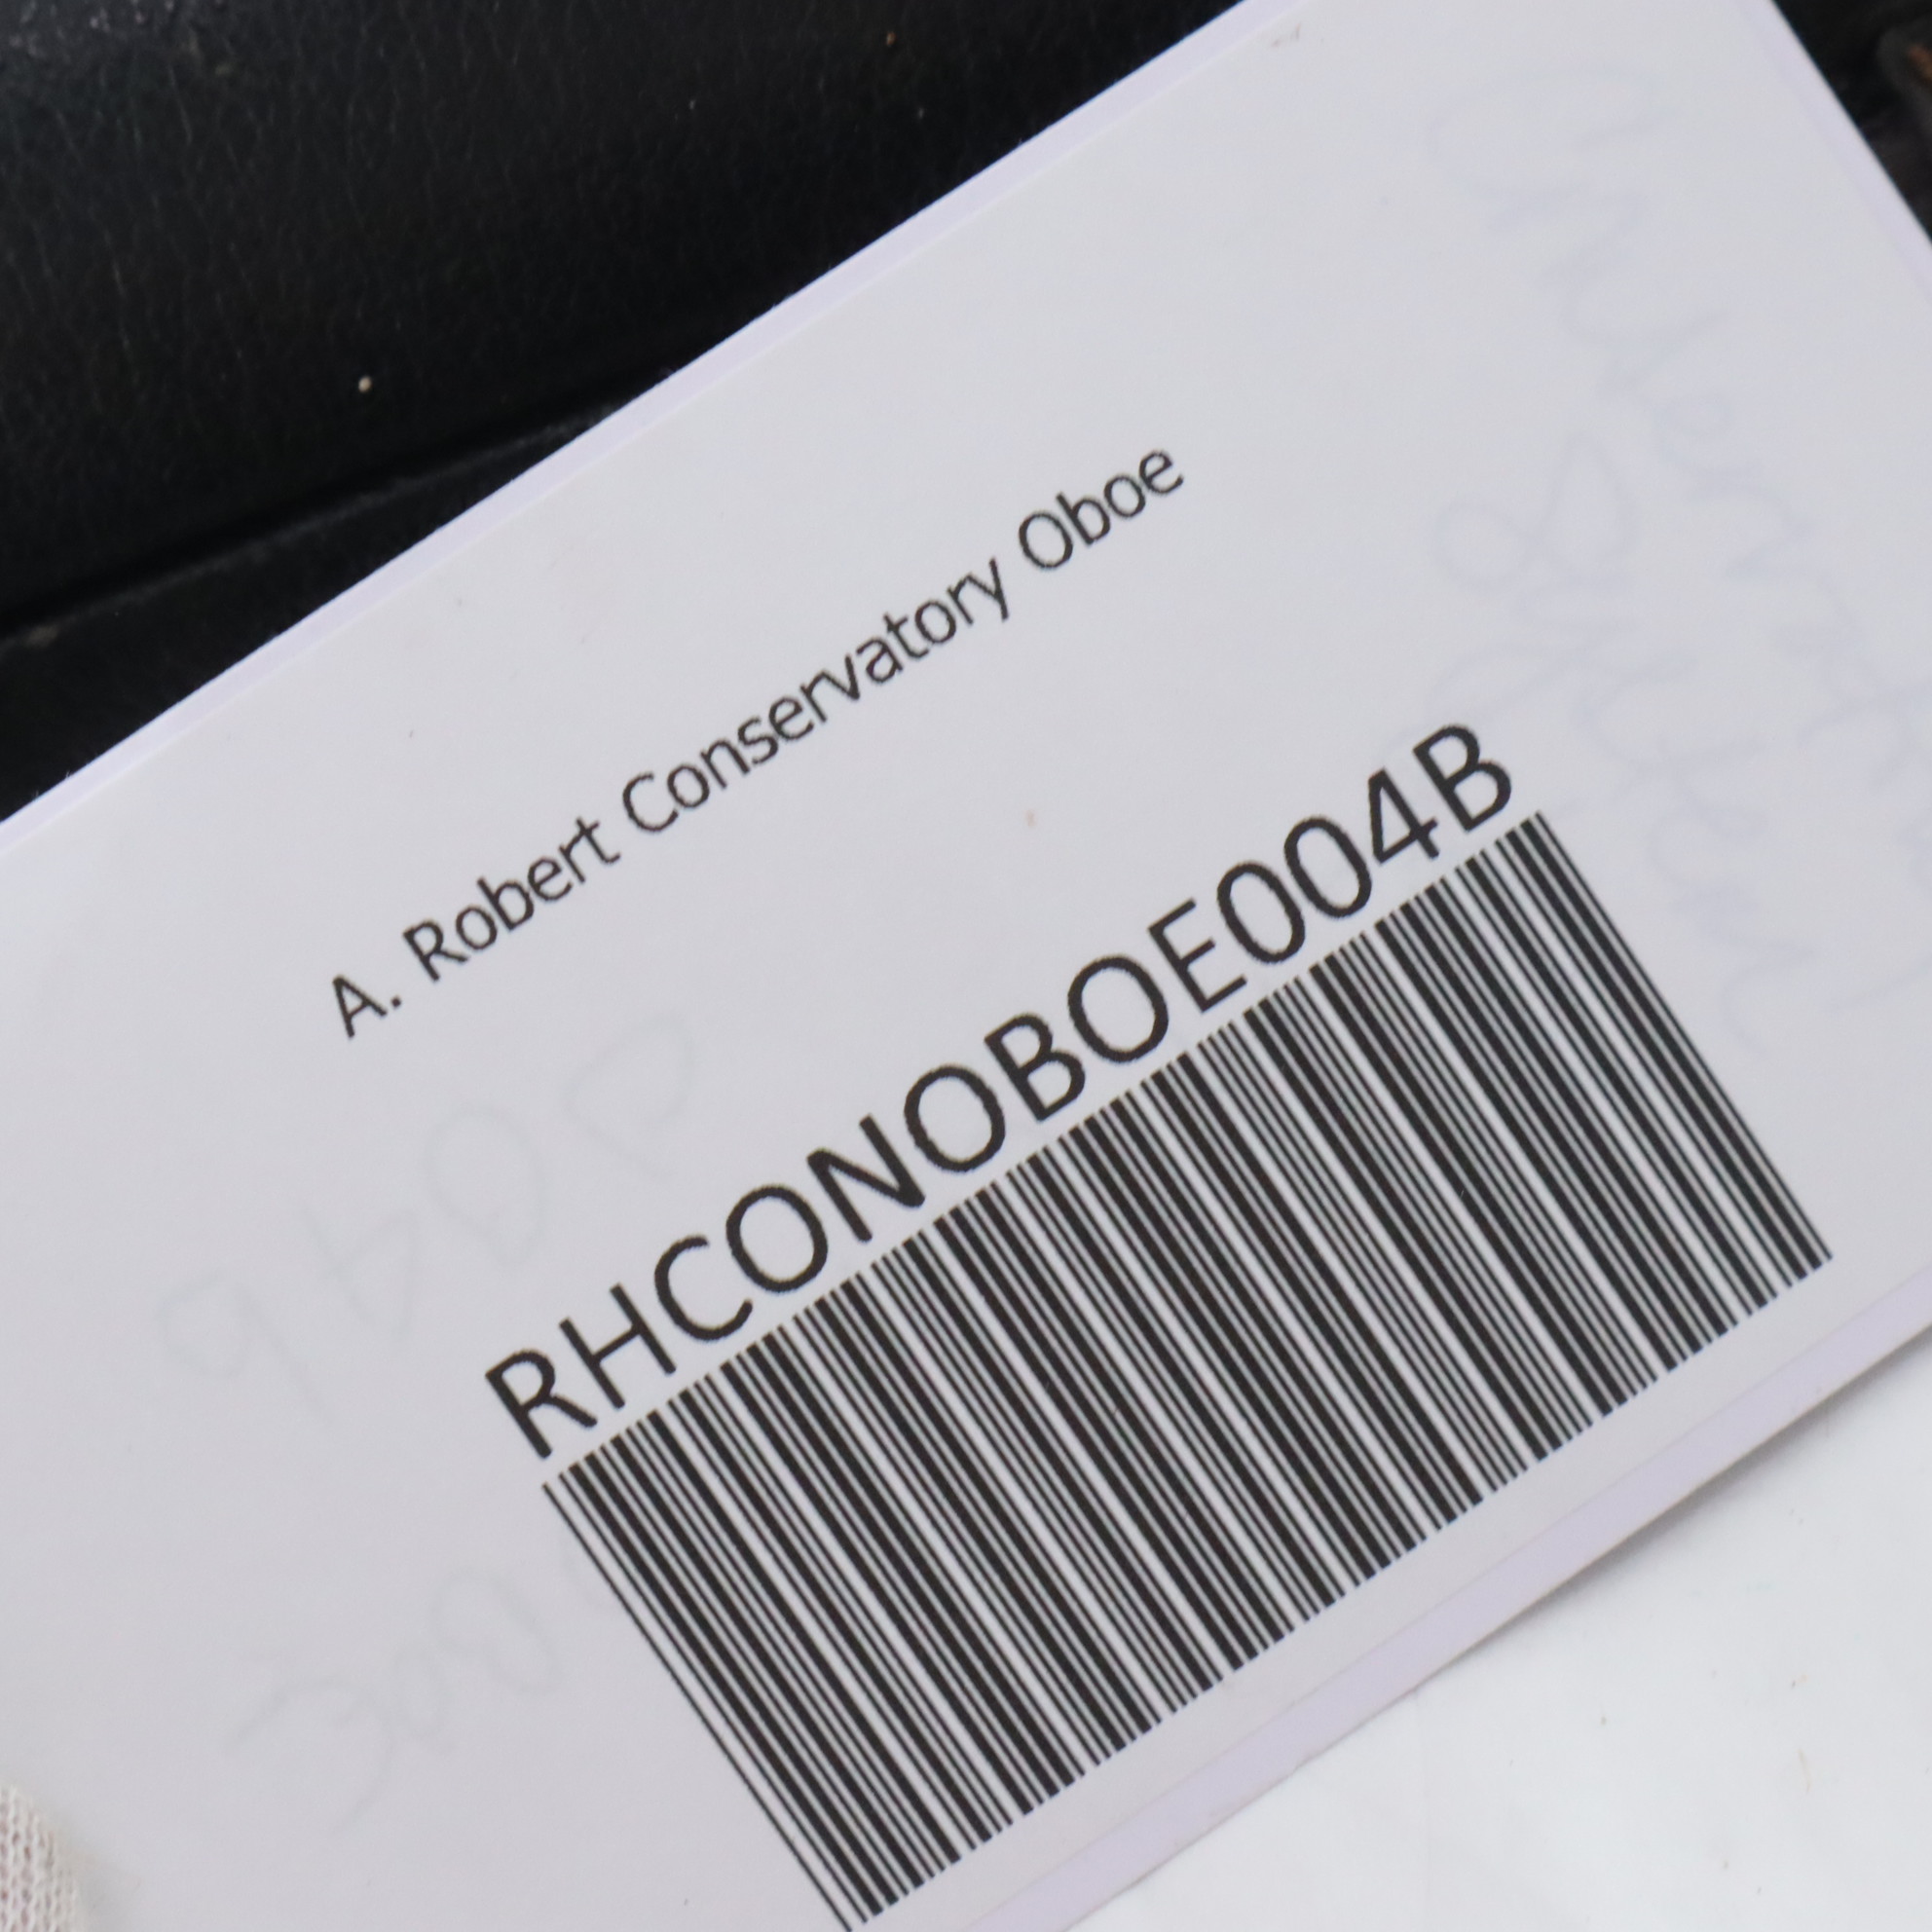 A. Robert Conservatory Oboe
RHCONOBOE004B